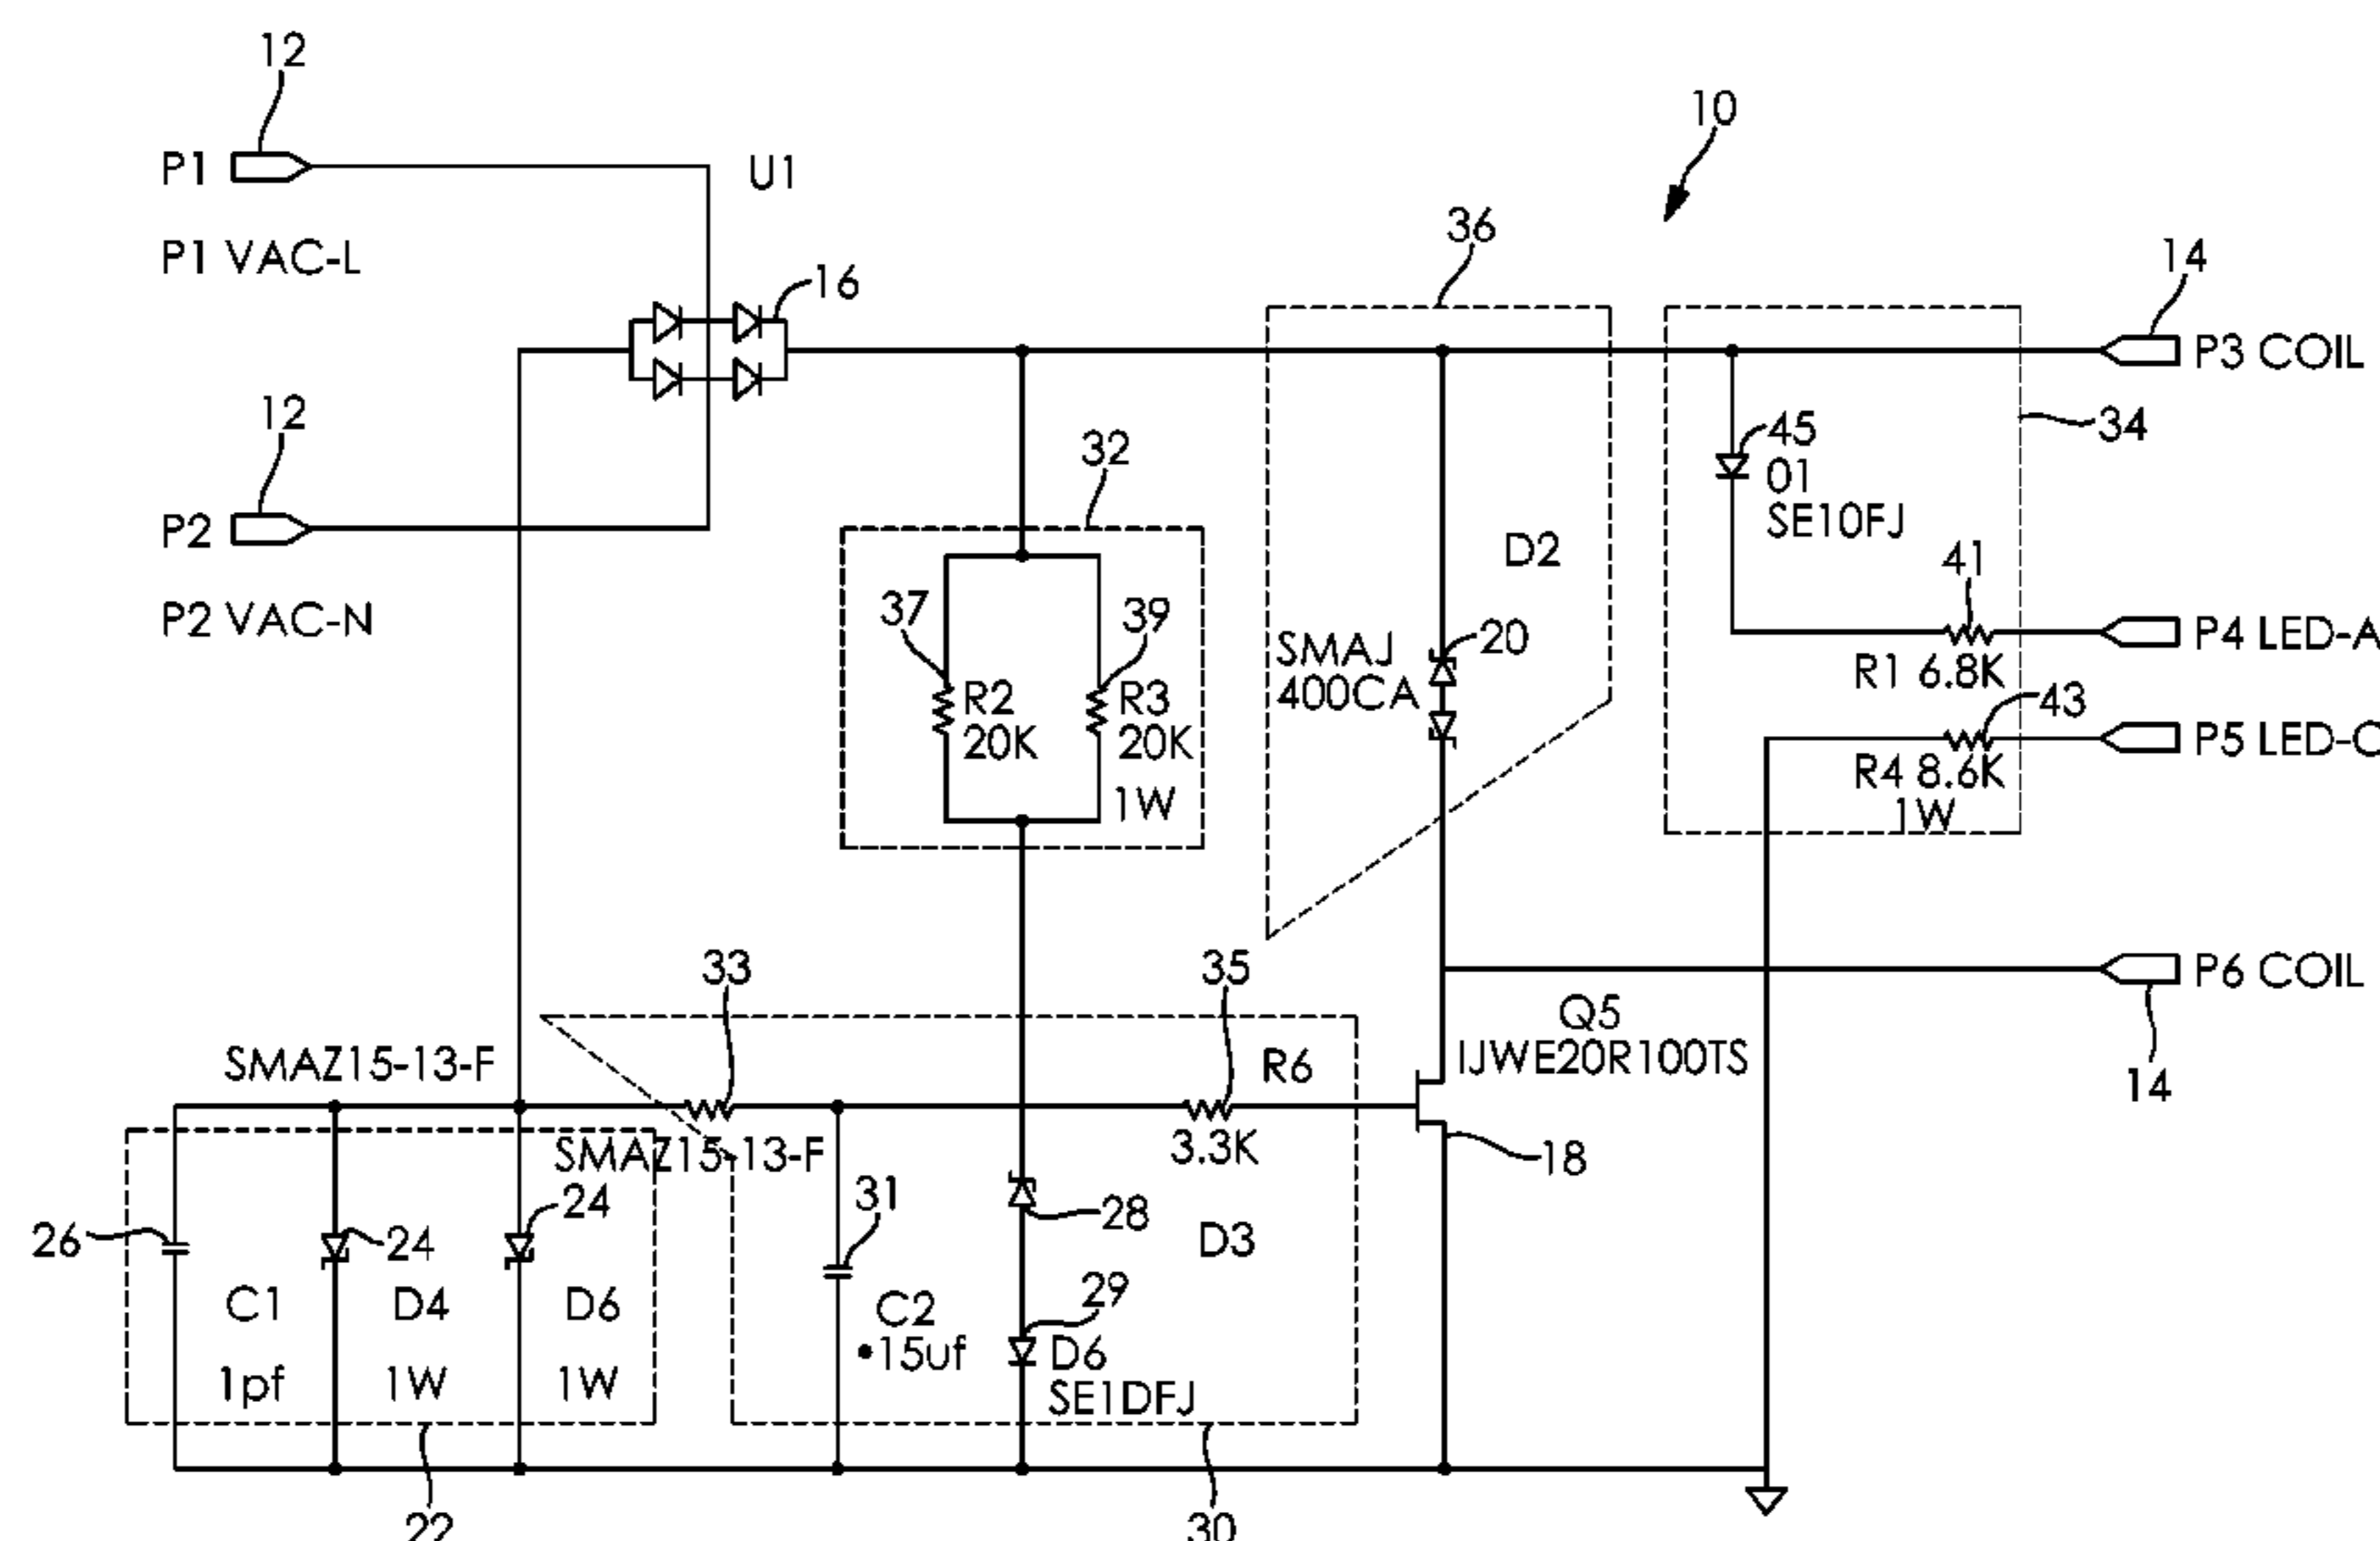 12
10
P1
U1
36
P1 VAC-L
16
14
P3 COIL
12
32
45
34
01
SE10FJ
P2
D2
41
37
39
P2 VAC-N
SMAJ
20
P4 LED-A
400CA
R1 6.8K
R2
20K
R3
20K
43
P5 LED-C
R4 8.6K
1W
1W
33
35
P6 COIL
Q5
IJWE20R100TS
SMAZ15-13-F
R6
14
SMAZ15-13-F
3.3K
18
26
24
24
31
28
D3
C1
D4
D6
C2
29
•15uf
D6
1pf
1W
1W
SE1DFJ
22
30